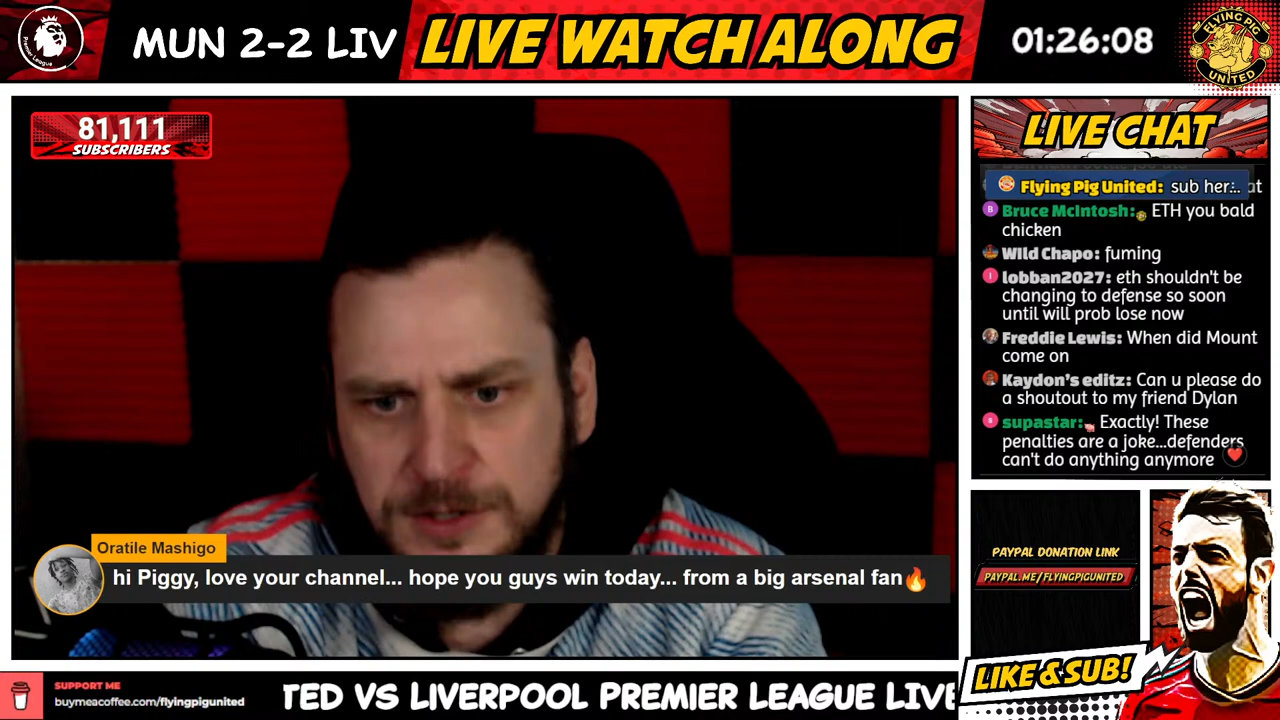 Premier League
MUN 2-2 LIV
LIVE WATCH ALONG
01:26:08
FLYING PIG
UNITED
81,111
SUBSCRIBERS
LIVE CHAT
Flying Pig United: sub her... at
Bruce McIntosh: ETH you bald
chicken
Wild Chapo: fuming
lobban2027: eth shouldn't be
changing to defense so soon
until will prob lose now
Freddie Lewis: When did Mount
come on
Kaydon's editz: Can u please do
a shoutout to my friend Dylan
supastar: Exactly! These
penalties are a joke...defenders
can't do anything anymore
Oratile Mashigo
hi Piggy, love your channel... hope you guys win today... from a big arsenal fan🔥
PAYPAL DONATION LINK
PAYPAL.ME/FLYINGPIGUNITED
LIKE & SUB!
SUPPORT ME
buymeacoffee.com/flyingpigunited
TED VS LIVERPOOL PREMIER LEAGUE LIVE